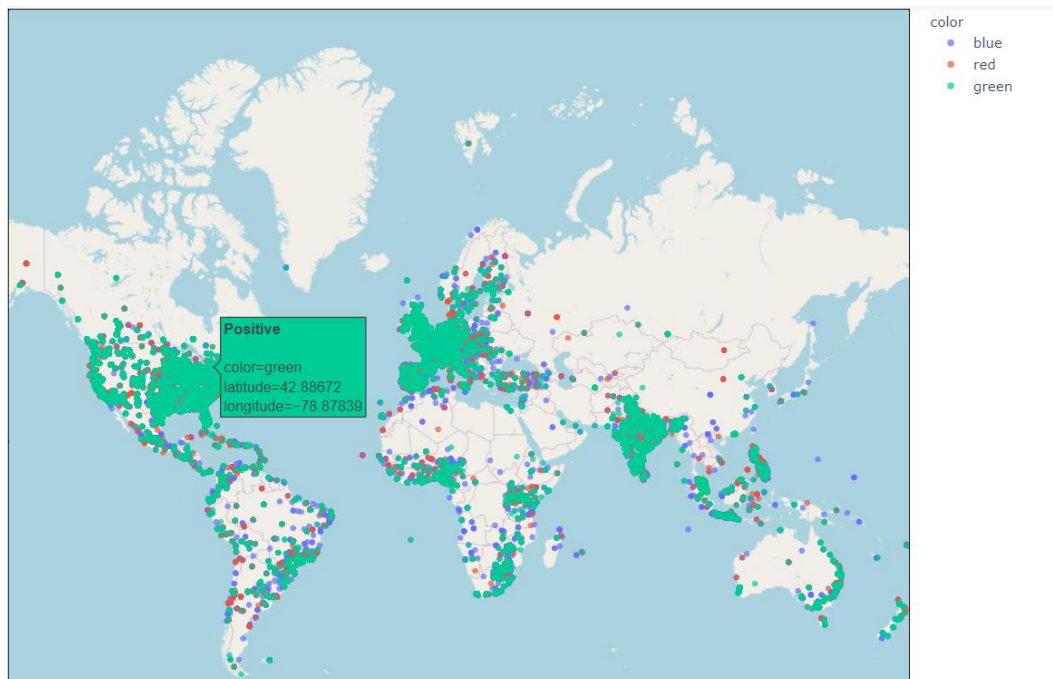 color
blue
red
green
Positive
color=green
latitude=42.88672
longitude=−78.87839